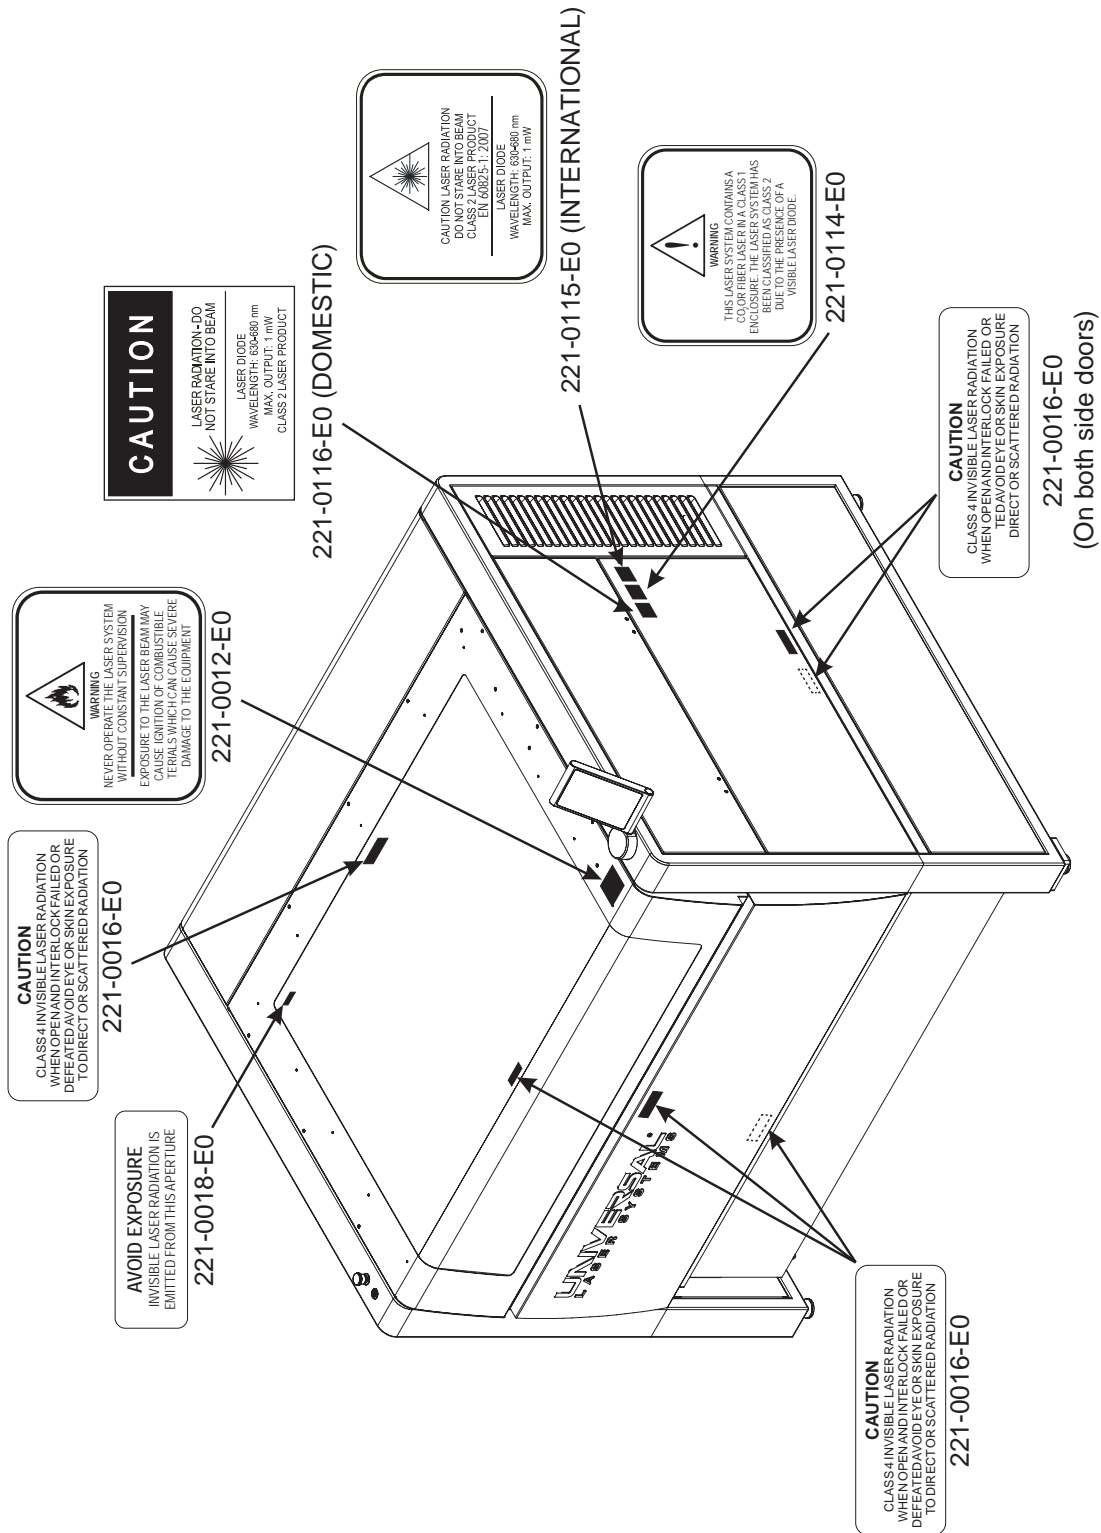 CAUTION
LASER RADIATION-DO
NOT STARE INTO BEAM
LASER DIODE
WAVELENGTH: 630-680 nm
MAX. OUTPUT: 1 mW
CLASS 2 LASER PRODUCT
221-0116-E0 (DOMESTIC)
CAUTION LASER RADIATION
DO NOT STARE INTO BEAM
CLASS 2 LASER PRODUCT
EN 60825-1: 2007
LASER DIODE
WAVELENGTH: 630-680 nm
MAX. OUTPUT: 1 mW
221-0115-E0 (INTERNATIONAL)
WARNING
THIS LASER SYSTEM CONTAINS A
CO2OR FIBER LASER IN A CLASS 1
ENCLOSURE. THE LASER SYSTEM HAS
BEEN CLASSIFIED AS CLASS 2
DUE TO THE PRESENCE OF A
VISIBLE LASER DIODE.
221-0114-E0
WARNING
NEVER OPERATE THE LASER SYSTEM
WITHOUT CONSTANT SUPERVISION
EXPOSURE TO THE LASER BEAM MAY
CAUSE IGNITION OF COMBUSTIBLE
TERIALS WHICH CAN CAUSE SEVERE
DAMAGE TO THE EQUIPMENT
221-0012-E0
CAUTION
CLASS 4 INVISIBLE LASER RADIATION
WHEN OPEN AND INTERLOCK FAILED OR
DEFEATED AVOID EYE OR SKIN EXPOSURE
TO DIRECT OR SCATTERED RADIATION
221-0016-E0
AVOID EXPOSURE
INVISIBLE LASER RADIATION IS
EMITTED FROM THIS APERTURE
221-0018-E0
UNIVERSAL
LASER SYSTEMS
CAUTION
CLASS 4 INVISIBLE LASER RADIATION
WHEN OPEN AND INTERLOCK FAILED OR
DEFEATED AVOID EYE OR SKIN EXPOSURE
TO DIRECT OR SCATTERED RADIATION
221-0016-E0
CAUTION
CLASS 4 INVISIBLE LASER RADIATION
WHEN OPEN AND INTERLOCK FAILED OR
TED AVOID EYE OR SKIN EXPOSURE
DIRECT OR SCATTERED RADIATION
221-0016-E0
(On both side doors)